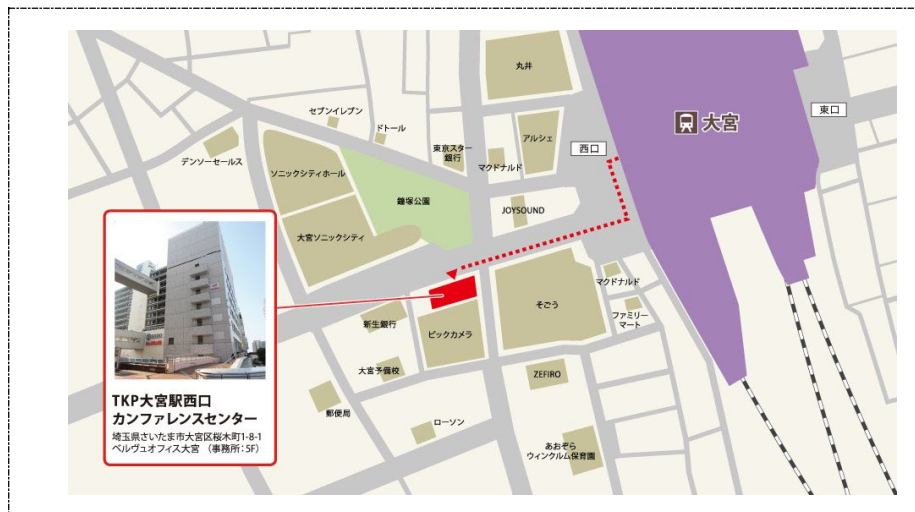 丸井
大宮
東口
セブンイレブン
ドトール
アルシェ
西口
東京スター
銀行
マクドナルド
デンソーセールス
ソニックシティホール
鐘塚公園
JOYSOUND
大宮ソニックシティ
マクドナルド
そごう
ファミリー
マート
新生銀行
ビックカメラ
大宮予備校
ZEFIRO
郵便局
ローソン
あおぞら
ウィンクルム保育園
TKP大宮駅西口
カンファレンスセンター
埼玉県さいたま市大宮区桜木町1-8-1
ベルヴュオフィス大宮 (事務所:5F)